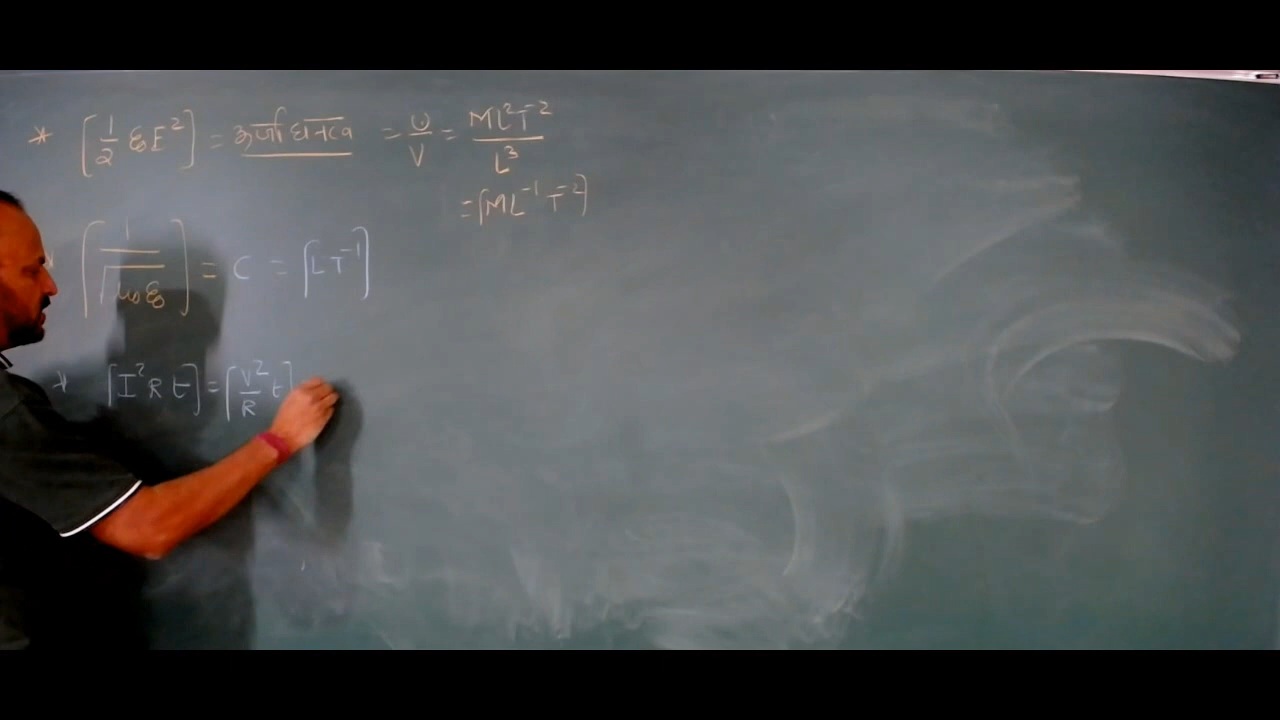 * [1/2 ε₀E²] = ऊर्जा घनत्व = U/V = ML²T⁻²/L³
= [ML⁻¹T⁻²]
[1/√μ₀ε₀] = C = [LT⁻¹]
* [I²Rt] = [V²/R t]